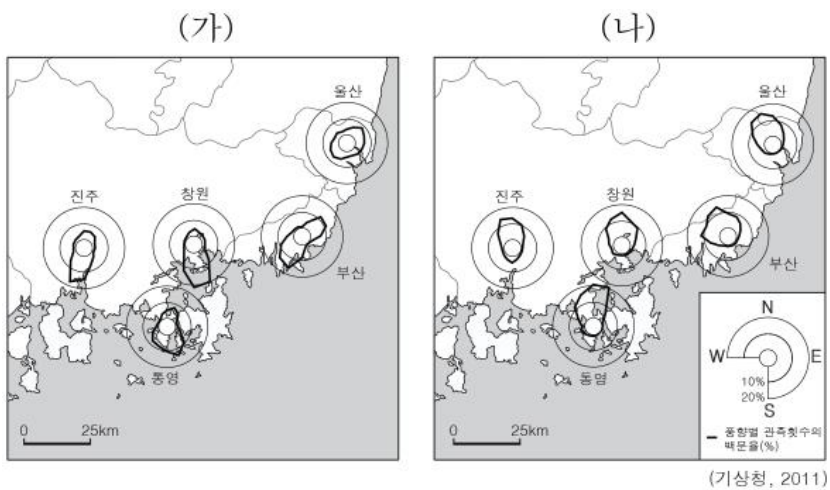 (가)
울산
진주
창원
부산
통영
0 25km
(나)
울산
진주
창원
부산
통영
0 25km
N
W E
10%
20%
S
풍향별 관측횟수의
백분율(%)
(기상청, 2011)